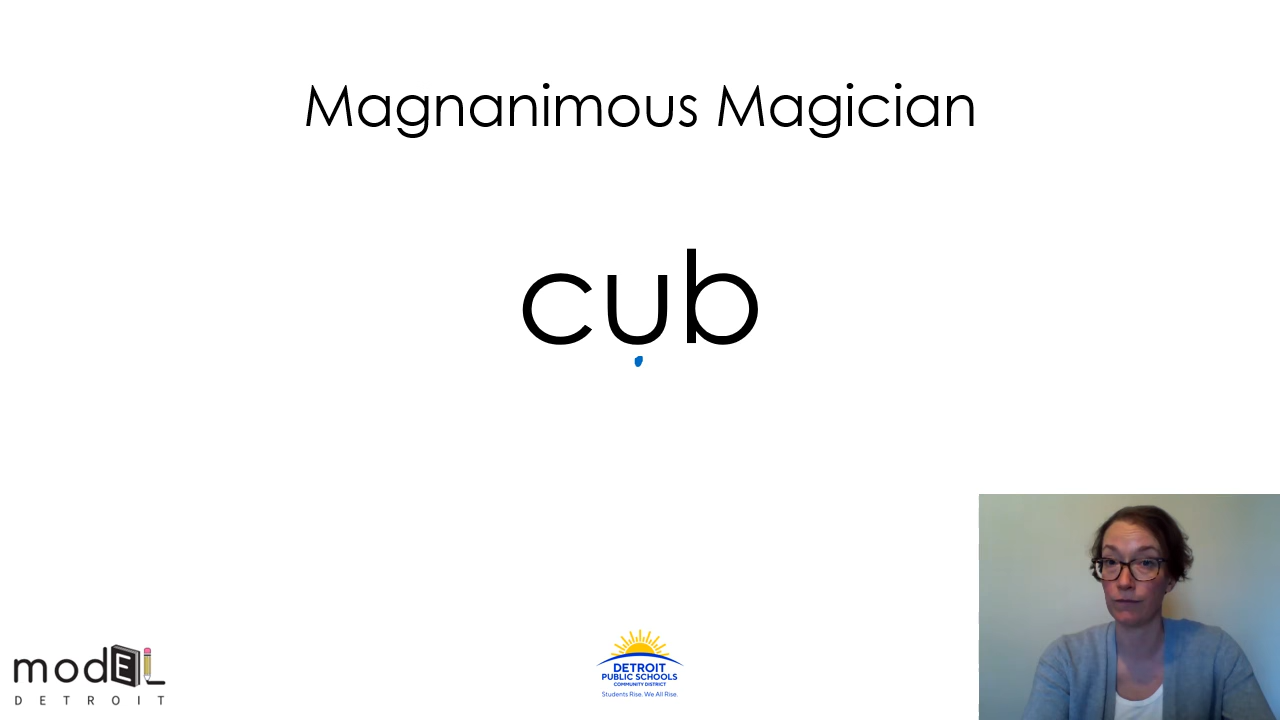 Magnanimous Magician
cub
modEL
DETROIT
DETROIT
PUBLIC SCHOOLS
COMMUNITY DISTRICT
Students Rise. We All Rise.